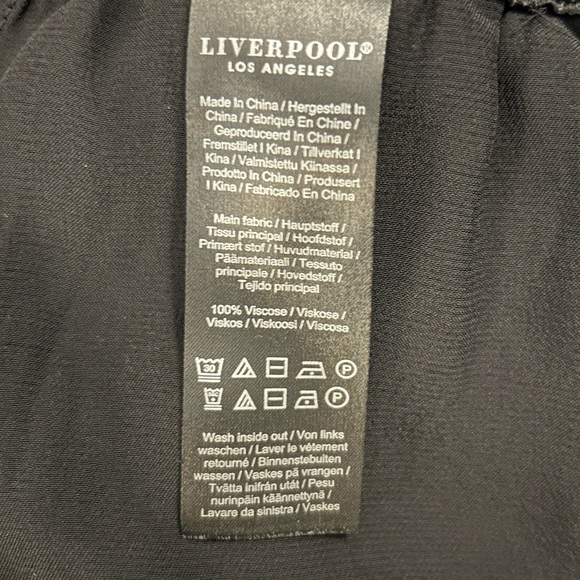 LIVERPOOL®
LOS ANGELES
Made In China / Hergestellt In
China / Fabriqué En Chine /
Geproduceerd In China /
Fremstillet I Kina / Tillverkat I
Kina / Valmistettu Kiinassa /
Prodotto In China / Produsert
I Kina / Fabricado En China
Main fabric / Hauptstoff /
Tissu principal / Hoofdstof /
Primært stof / Huvudmaterial /
Päämateriaali / Tessuto
principale / Hovedstoff /
Tejido principal
100% Viscose / Viskose /
Viskos / Viskoosi / Viscosa
30 P
P
Wash inside out / Von links
waschen / Laver le vêtement
retourné / Binnenstebuiten
wassen / Vaskes på vrangen /
Tvätta inifrån utåt / Pesu
nurinpäin käännettynä /
Lavare da sinistra / Vaskes